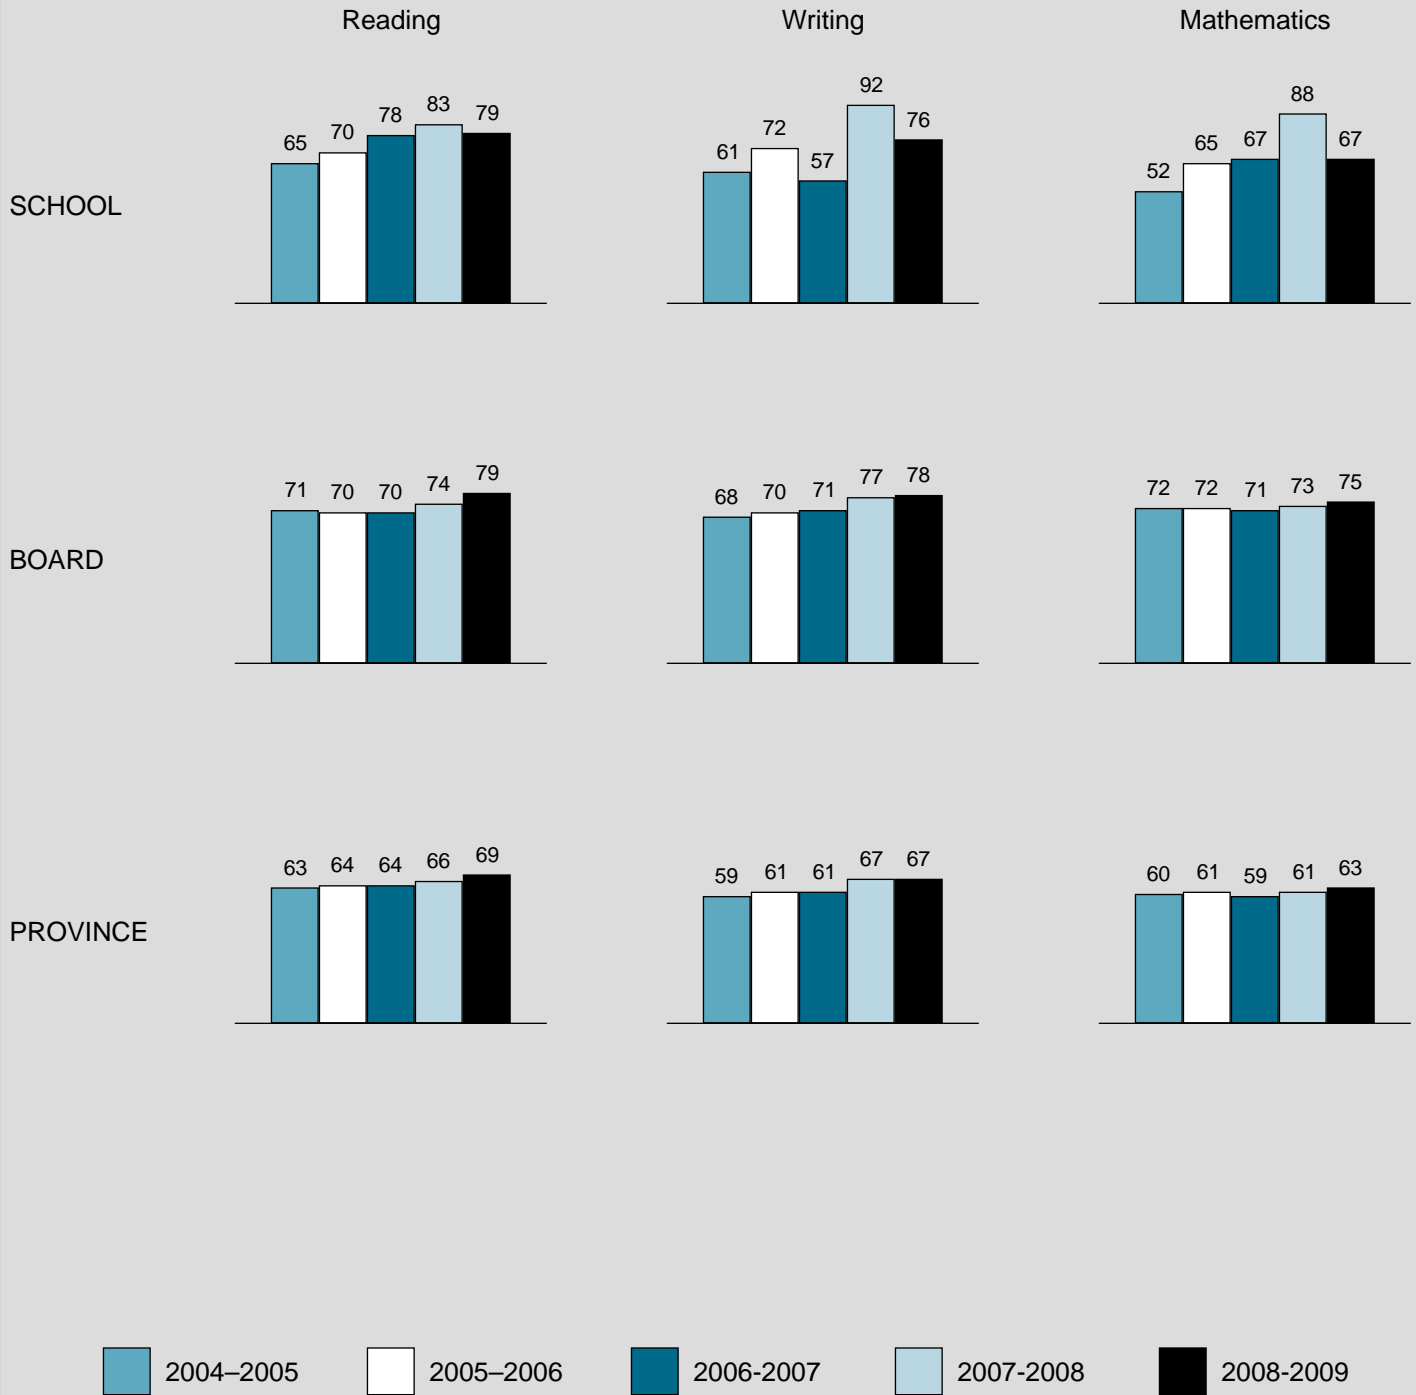 Reading Writing Mathematics
SCHOOL
65 70 78 83 79
61 72 57 92 76
52 65 67 88 67
BOARD
71 70 70 74 79
68 70 71 77 78
72 72 71 73 75
PROVINCE
63 64 64 66 69
59 61 61 67 67
60 61 59 61 63
2004–2005 2005–2006 2006-2007 2007-2008 2008-2009